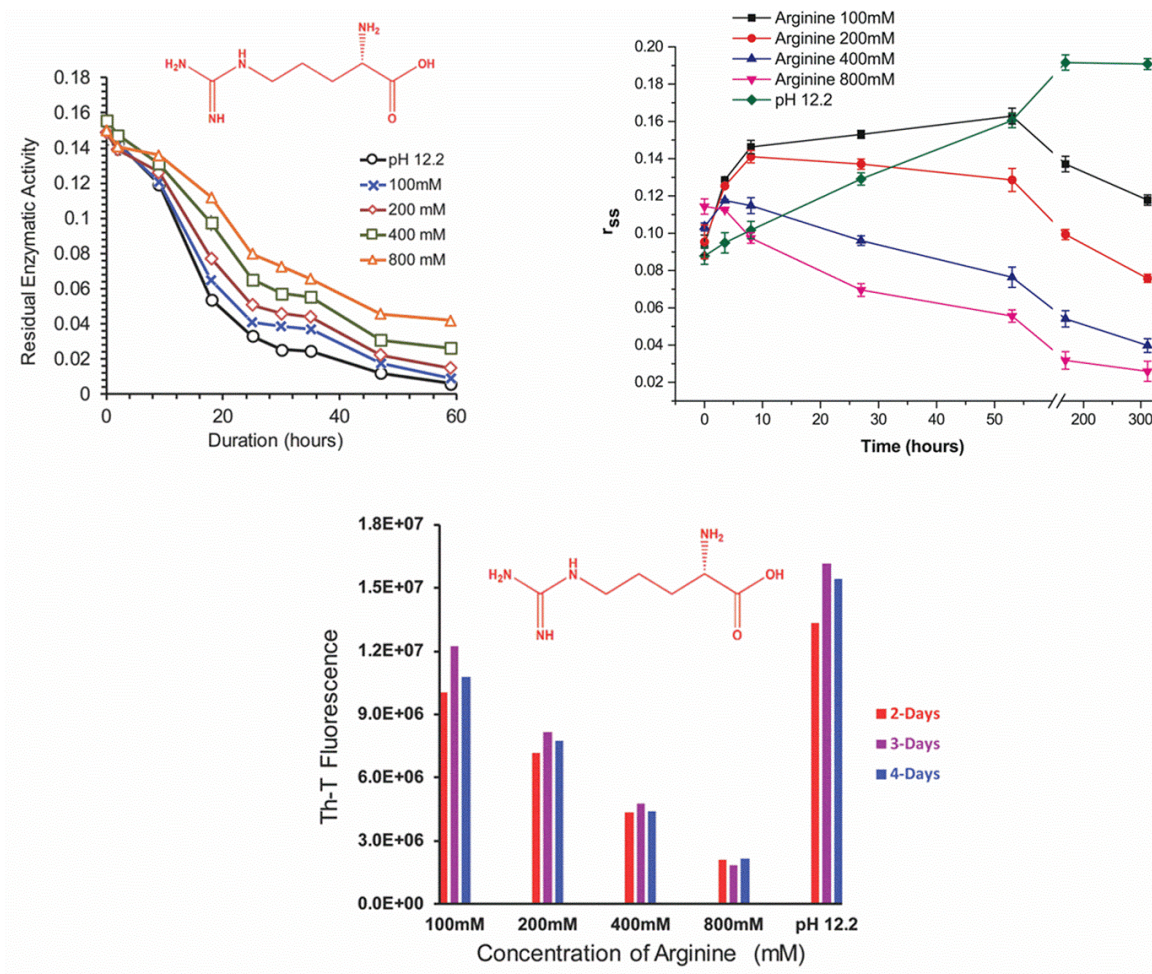 NH₂
H₂N
H
N
OH
NH
O
0.18
0.16
0.14
0.12
0.1
0.08
0.06
0.04
0.02
0
0 20 40 60
Residual Enzymatic Activity
Duration (hours)
pH 12.2
100mM
200 mM
400 mM
800 mM
Arginine 100mM
Arginine 200mM
Arginine 400mM
Arginine 800mM
pH 12.2
0.20
0.18
0.16
0.14
0.12
0.10
0.08
0.06
0.04
0.02
rss
0 10 20 30 40 50 200 300
Time (hours)
1.8E+07
1.5E+07
1.2E+07
9.0E+06
6.0E+06
3.0E+06
0.0E+00
Th-T Fluorescence
NH₂
H₂N
H
N
OH
NH
O
2-Days
3-Days
4-Days
100mM 200mM 400mM 800mM pH 12.2
Concentration of Arginine (mM)